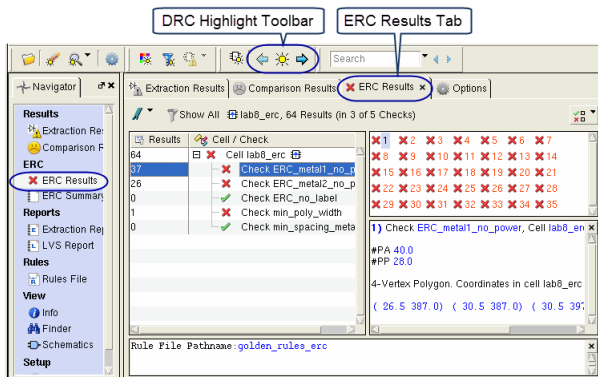 DRC Highlight Toolbar
ERC Results Tab
Search
Navigator
Extraction Results
Comparison Results
ERC Results
Options
Show All lab8_erc, 64 Results (in 3 of 5 Checks)
Results
Extraction Re
Comparison R
ERC
ERC Results
ERC Summary
Reports
Extraction Rep
LVS Report
Rules
Rules File
View
Info
Finder
Schematics
Setup
Results Cell / Check
64 Cell lab8_erc
37 Check ERC_metal1_no_p
26 Check ERC_metal2_no_p
0 Check ERC_no_label
1 Check min_poly_width
0 Check min_spacing_meta
1 2 3 4 5 6 7
8 9 10 11 12 13 14
15 16 17 18 19 20 21
22 23 24 25 26 27 28
29 30 31 32 33 34 35
1) Check ERC_metal1_no_power, Cell lab8_er
#PA 40.0
#PP 28.0
4-Vertex Polygon. Coordinates in cell lab8_erc
( 26.5 387.0) ( 30.5 387.0) ( 30.5 397
Rule File Pathname:golden_rules_erc